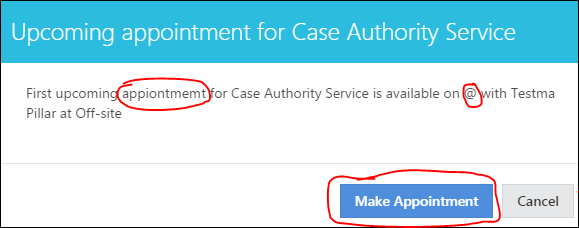 Upcoming appointment for Case Authority Service
First upcoming appiontmemt for Case Authority Service is available on @ with Testma
Pillar at Off-site
Make Appointment Cancel